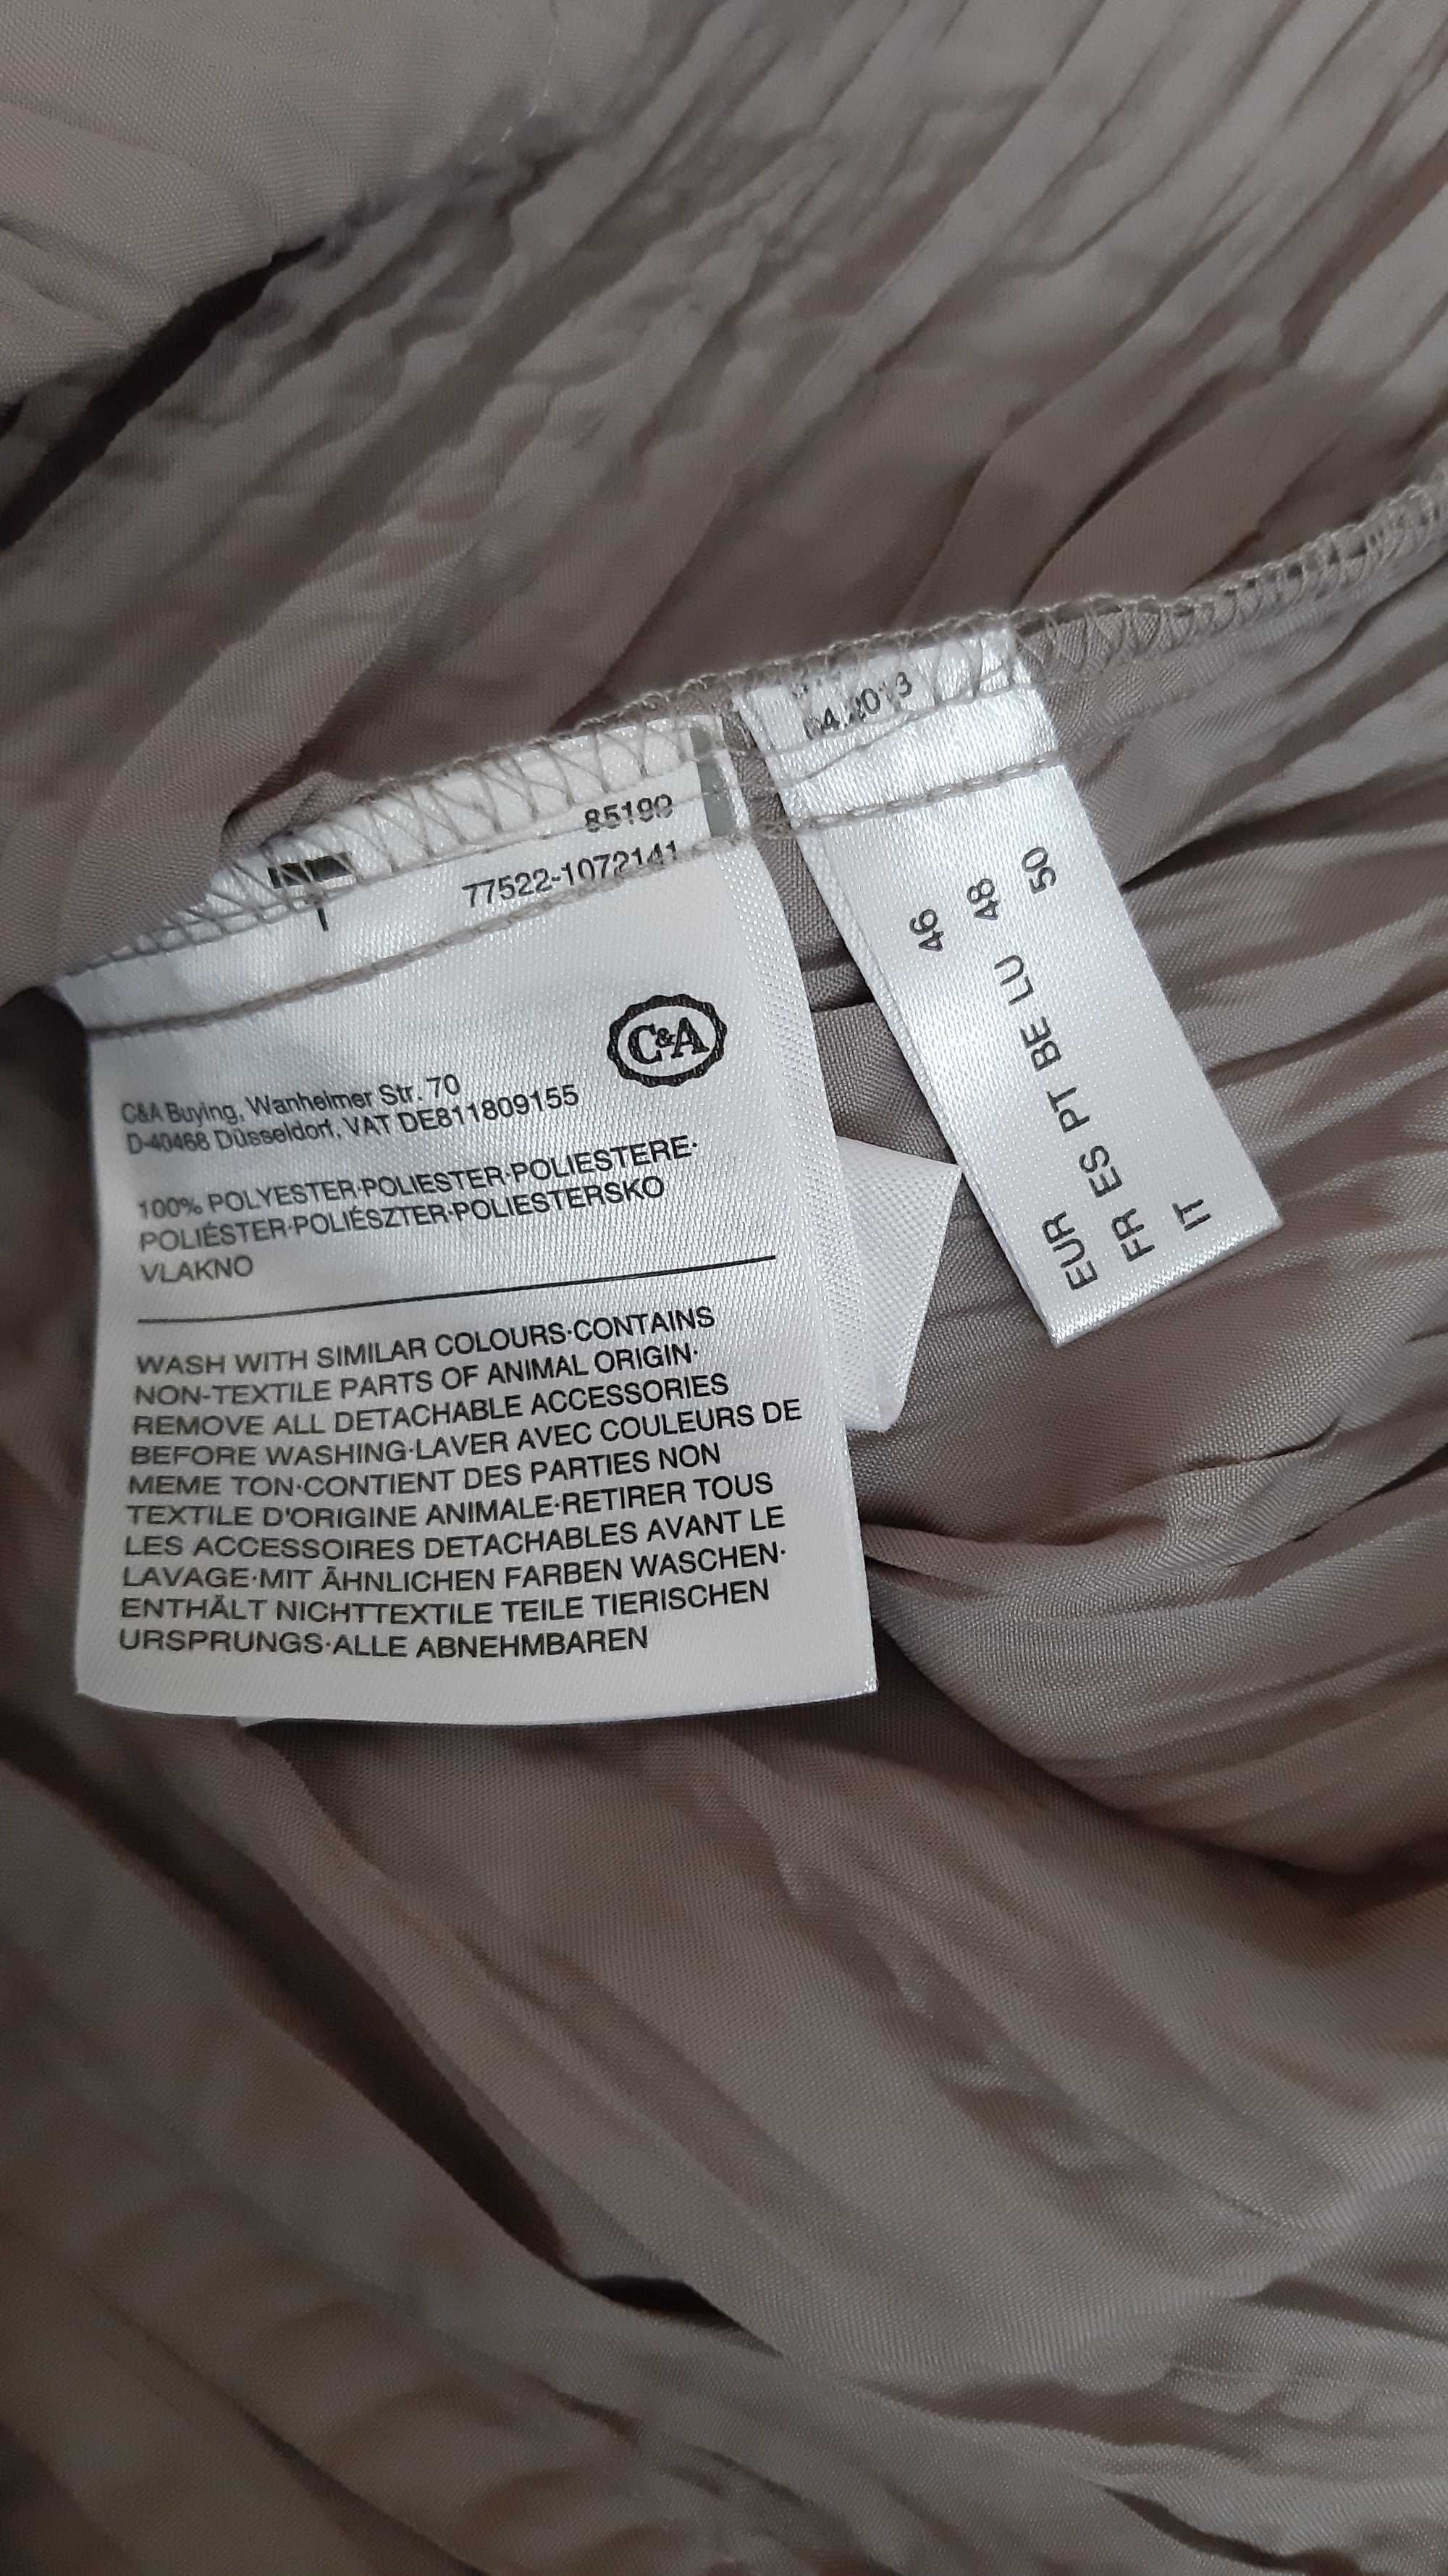 85190
77522-1072141
C&A
C&A Buying, Wanheimer Str. 70
D-40468 Düsseldorf, VAT DE811809155
100% POLYESTER·POLIESTER·POLIESTERE·
POLIÉSTER·POLIÉSZTER·POLIESTERSKO
VLAKNO
WASH WITH SIMILAR COLOURS·CONTAINS
NON-TEXTILE PARTS OF ANIMAL ORIGIN·
REMOVE ALL DETACHABLE ACCESSORIES
BEFORE WASHING·LAVER AVEC COULEURS DE
MEME TON·CONTIENT DES PARTIES NON
TEXTILE D'ORIGINE ANIMALE·RETIRER TOUS
LES ACCESSOIRES DETACHABLES AVANT LE
LAVAGE·MIT ÄHNLICHEN FARBEN WASCHEN·
ENTHÄLT NICHTTEXTILE TEILE TIERISCHEN
URSPRUNGS·ALLE ABNEHMBAREN
04.2013
EUR 46
FR ES PT BE LU 48
IT 50